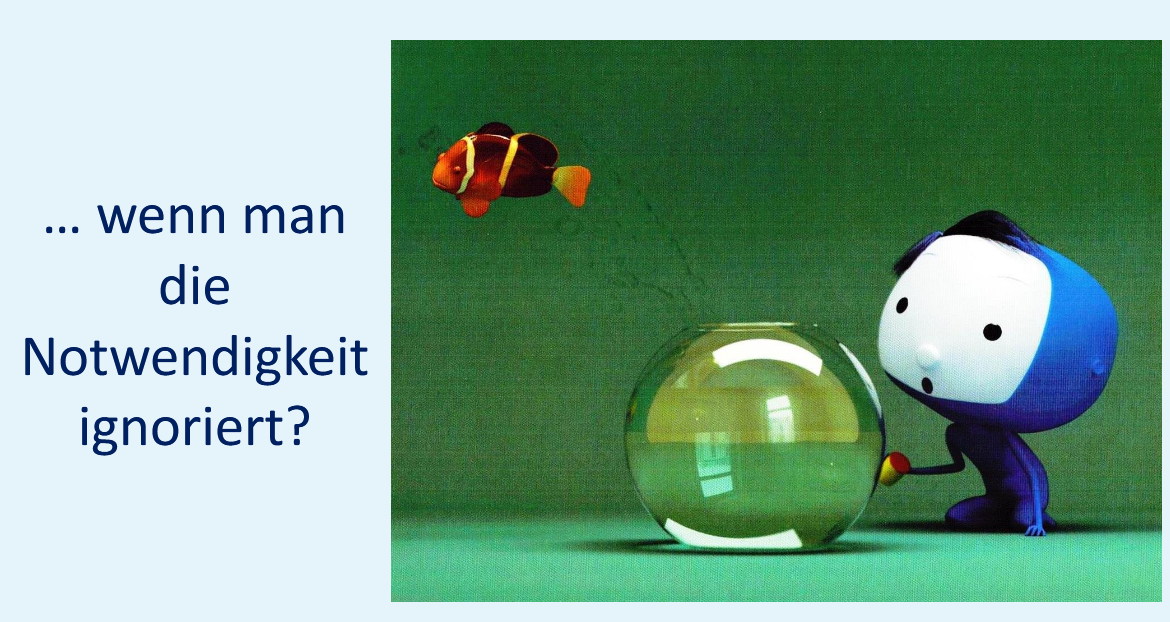 ... wenn man
die
Notwendigkeit
ignoriert?